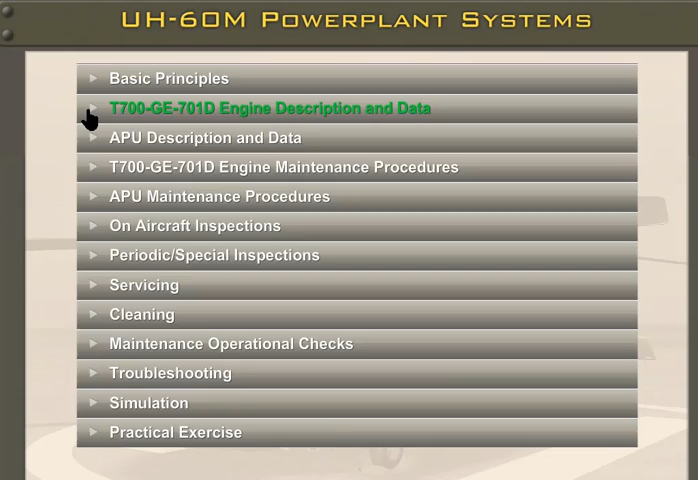 UH-60M Powerplant Systems
Basic Principles
T700-GE-701D Engine Description and Data
APU Description and Data
T700-GE-701D Engine Maintenance Procedures
APU Maintenance Procedures
On Aircraft Inspections
Periodic/Special Inspections
Servicing
Cleaning
Maintenance Operational Checks
Troubleshooting
Simulation
Practical Exercise